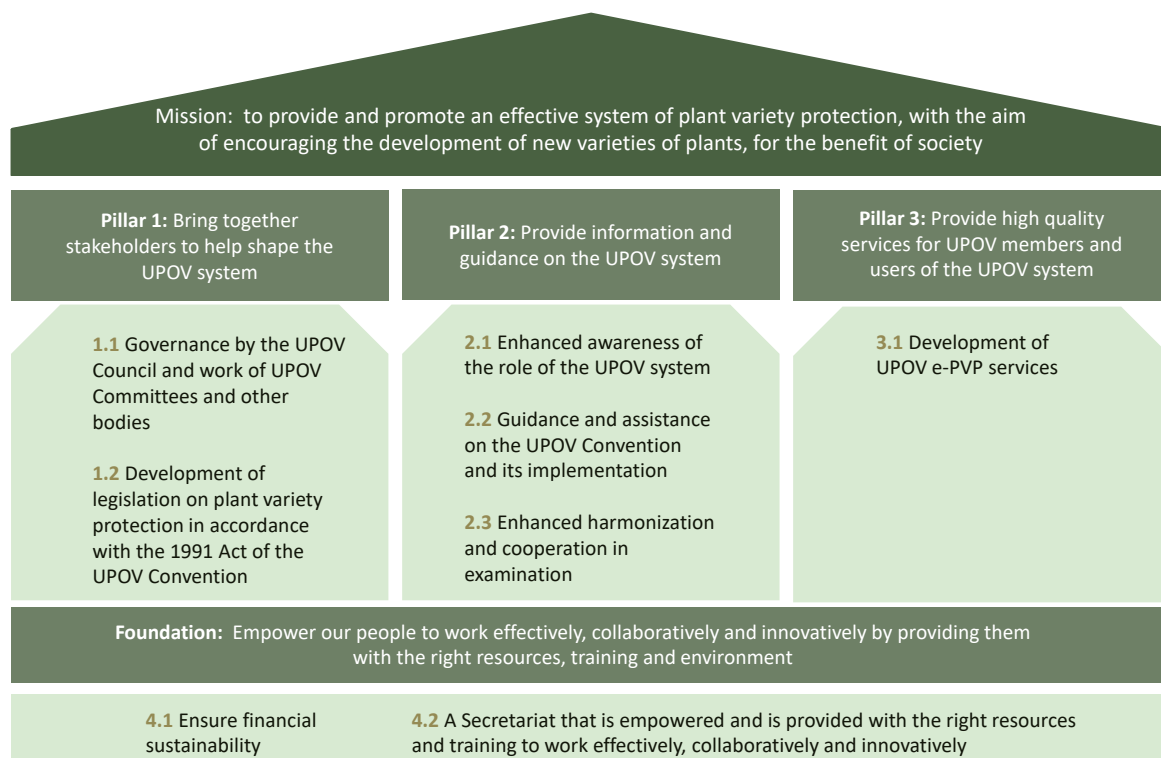 Mission:  to provide and promote an effective system of plant variety protection, with the aim
of encouraging the development of new varieties of plants, for the benefit of society
Pillar 1: Bring together
stakeholders to help shape the
UPOV system
Pillar 2: Provide information and
guidance on the UPOV system
Pillar 3: Provide high quality
services for UPOV members and
users of the UPOV system
1.1 Governance by the UPOV
Council and work of UPOV
Committees and other
bodies
1.2 Development of
legislation on plant variety
protection in accordance
with the 1991 Act of the
UPOV Convention
2.1 Enhanced awareness of
the role of the UPOV system
2.2 Guidance and assistance
on the UPOV Convention
and its implementation
2.3 Enhanced harmonization
and cooperation in
examination
3.1 Development of
UPOV e-PVP services
Foundation:  Empower our people to work effectively, collaboratively and innovatively by providing them
with the right resources, training and environment
4.1 Ensure financial
sustainability
4.2 A Secretariat that is empowered and is provided with the right resources
and training to work effectively, collaboratively and innovatively